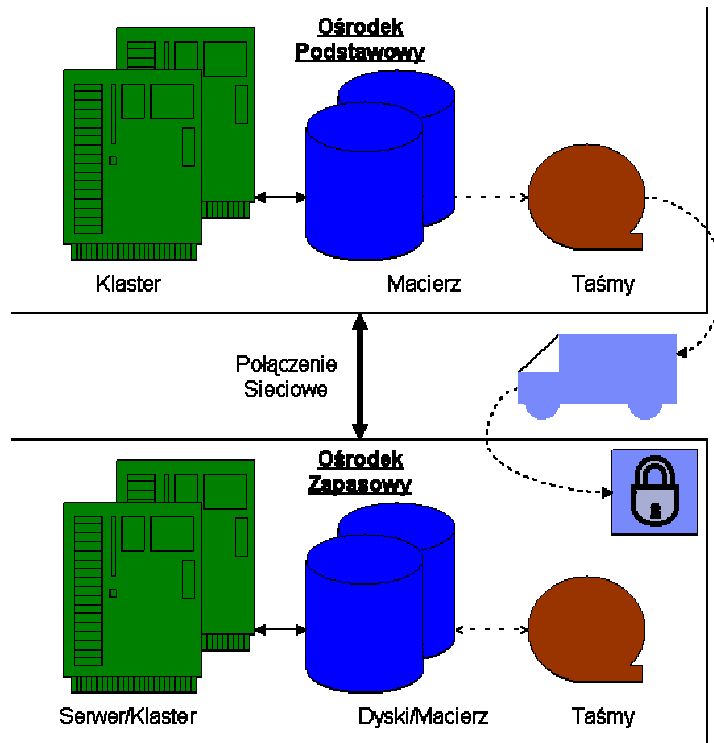 Ośrodek
Podstawowy
Klaster
Macierz
Taśmy
Połączenie
Sieciowe
Ośrodek
Zapasowy
Serwer/Klaster
Dyski/Macierz
Taśmy